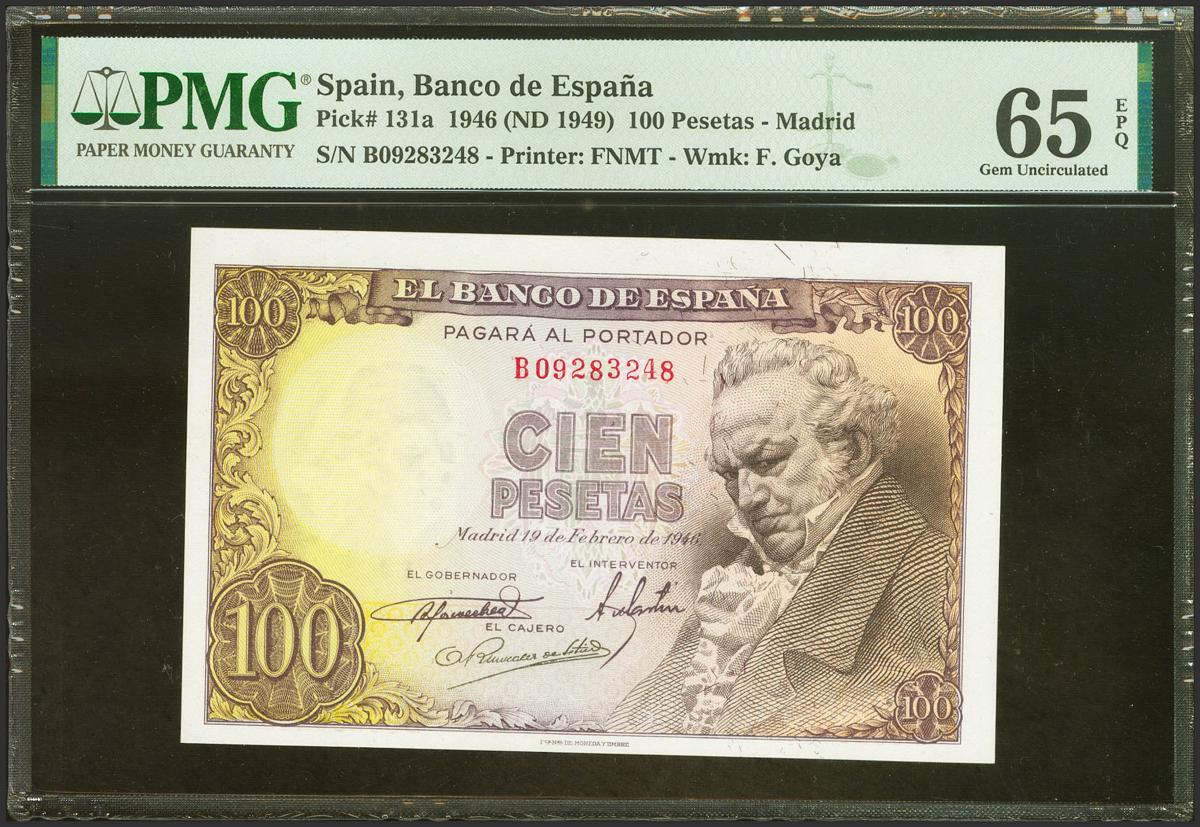 PMG®
PAPER MONEY GUARANTY
Spain, Banco de España
Pick# 131a 1946 (ND 1949) 100 Pesetas - Madrid
S/N B09283248 - Printer: FNMT - Wmk: F. Goya
65
EPQ
Gem Uncirculated
100
EL BANCO DE ESPAÑA
100
PAGARÁ AL PORTADOR
B09283248
CIEN
PESETAS
Madrid 19 de Febrero de 1946
EL GOBERNADOR
EL INTERVENTOR
EL CAJERO
100
100